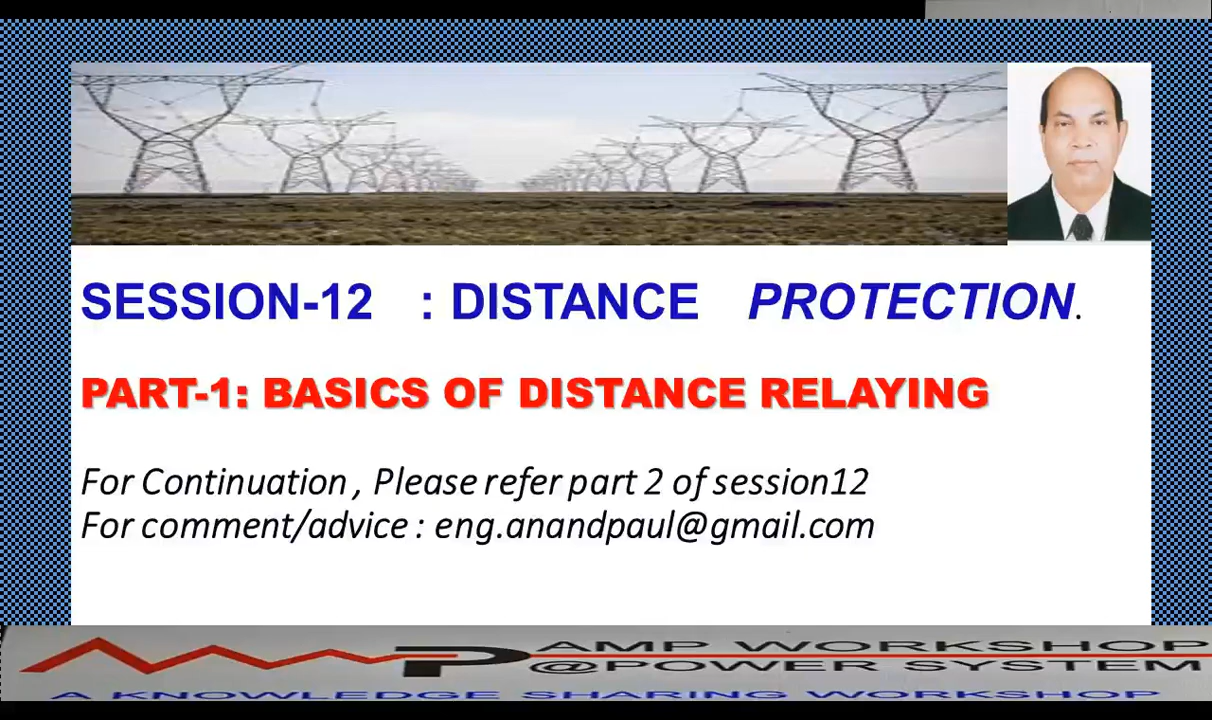 SESSION-12 : DISTANCE PROTECTION.
PART-1: BASICS OF DISTANCE RELAYING
For Continuation , Please refer part 2 of session12
For comment/advice : eng.anandpaul@gmail.com
AMP AMP WORKSHOP
@POWER SYSTEM
A KNOWLEDGE SHARING WORKSHOP